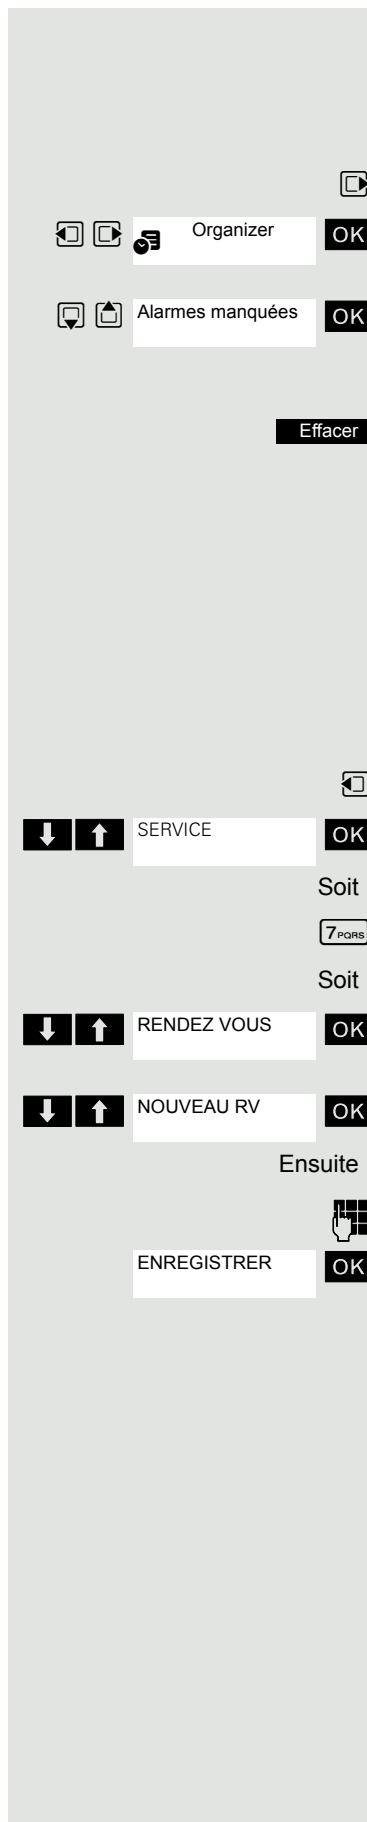 Organizer OK
Alarmes manquées OK
Effacer
SERVICE OK
Soit
7PQRS
Soit
RENDEZ VOUS OK
NOUVEAU RV OK
Ensuite
ENREGISTRER OK